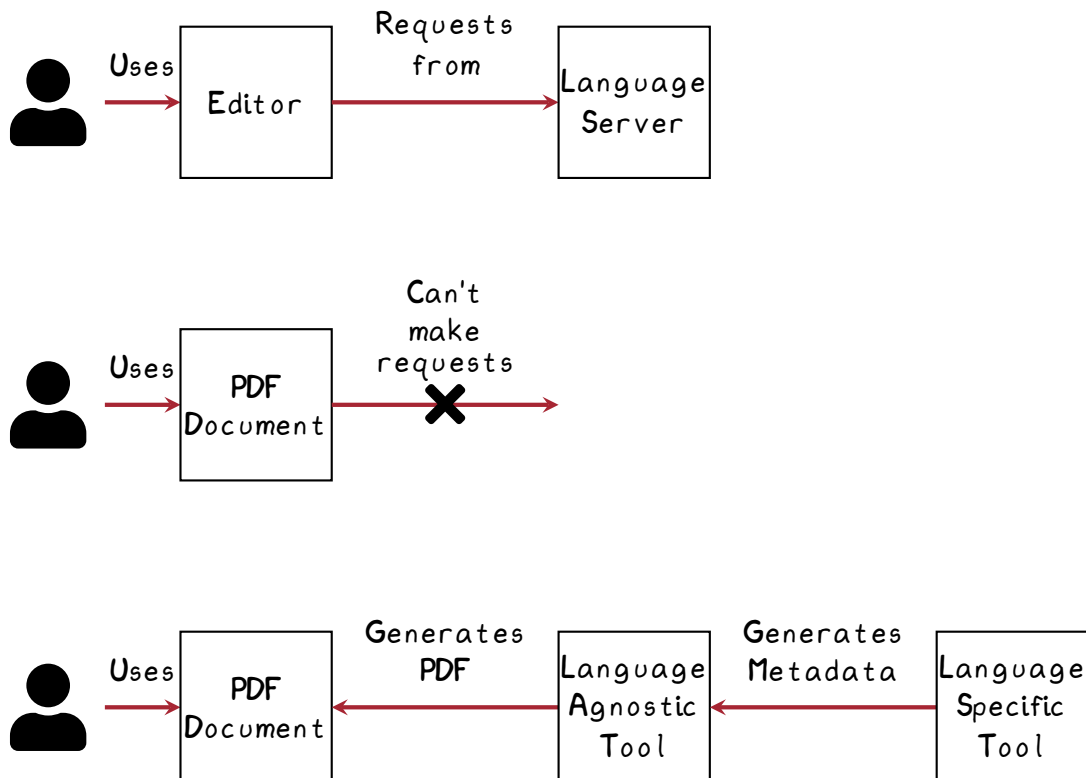 Uses
Editor
Requests
from
Language
Server
Uses
PDF
Document
Can't
make
requests
Uses
PDF
Document
Generates
PDF
Language
Agnostic
Tool
Generates
Metadata
Language
Specific
Tool